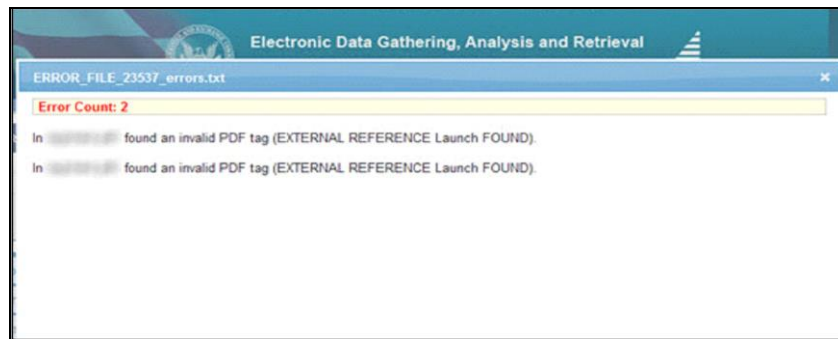 Electronic Data Gathering, Analysis and Retrieval
ERROR_FILE_23537_errors.txt
Error Count: 2
In found an invalid PDF tag (EXTERNAL REFERENCE Launch FOUND).
In found an invalid PDF tag (EXTERNAL REFERENCE Launch FOUND).